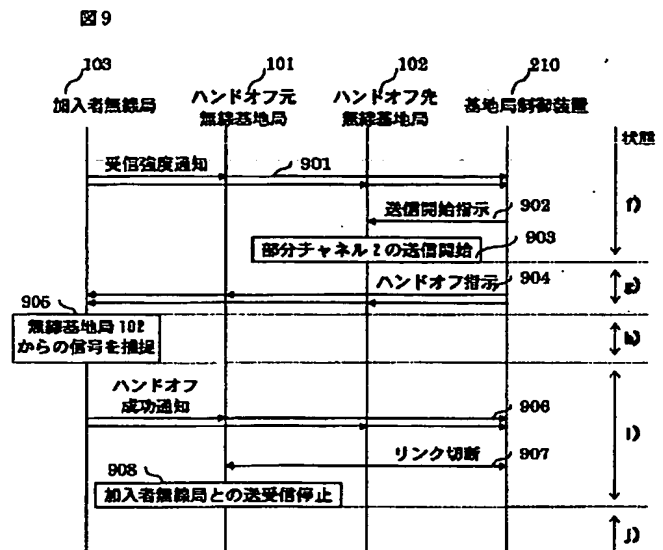 図9
103
101
102
210
加入者無線局
ハンドオフ元
無線基地局
ハンドオフ先
無線基地局
基地局制御装置
状態
受信強度通知
901
送信開始指示
902
部分チャネル2の送信開始
903
f)
ハンドオフ指示
904
g)
905
無線基地局102
からの信号を捕捉
h)
ハンドオフ
成功通知
906
リンク切断
907
908
加入者無線局との送受信停止
i)
j)